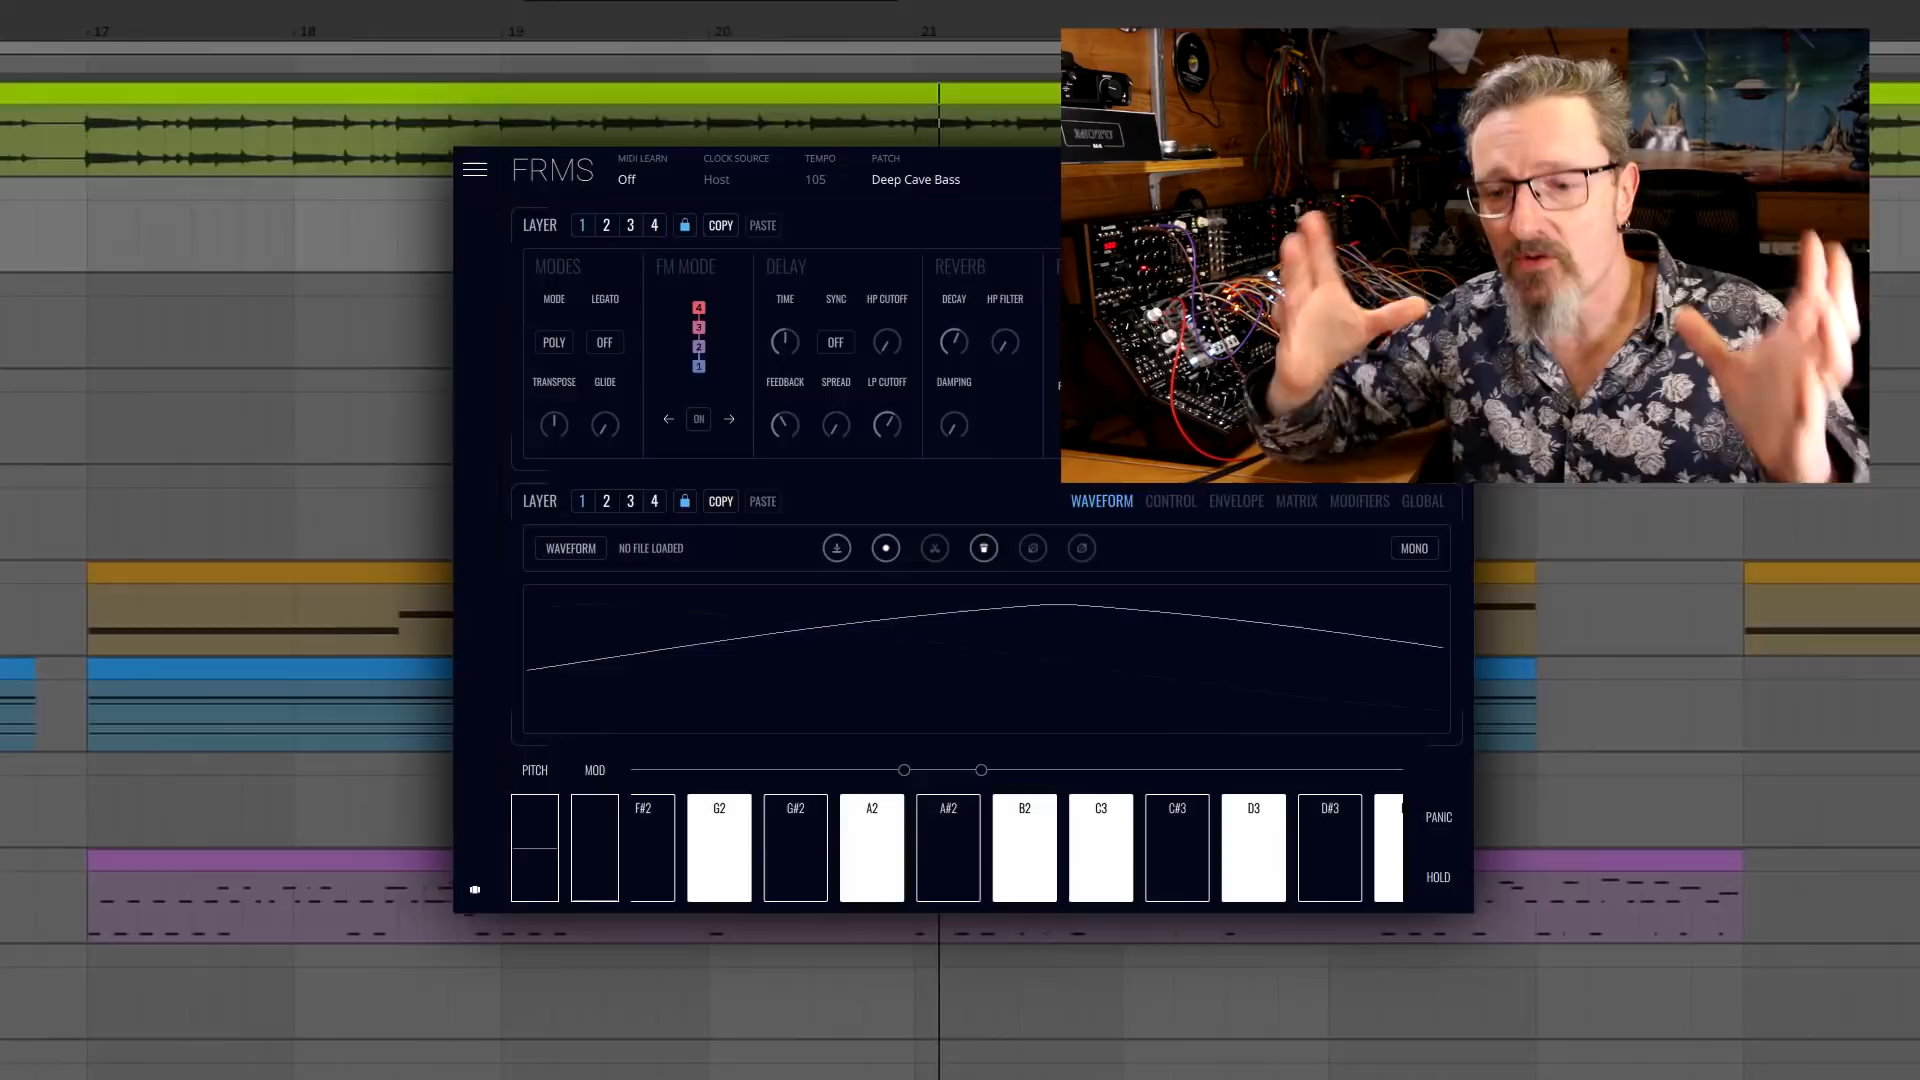 17 18 19 20 21
MOTU
M4
FRMS
MIDI LEARN CLOCK SOURCE TEMPO PATCH
Off Host 105 Deep Cave Bass
LAYER 1 2 3 4 COPY PASTE
MODES FM MODE DELAY REVERB
MODE LEGATO TIME SYNC HP CUTOFF DECAY HP FILTER
4
3
POLY OFF OFF
2
1
TRANSPOSE GLIDE FEEDBACK SPREAD LP CUTOFF DAMPING
ON
LAYER 1 2 3 4 COPY PASTE WAVEFORM CONTROL ENVELOPE MATRIX MODIFIERS GLOBAL
WAVEFORM NO FILE LOADED MONO
PITCH MOD
F#2 G2 G#2 A2 A#2 B2 C3 C#3 D3 D#3
PANIC
HOLD